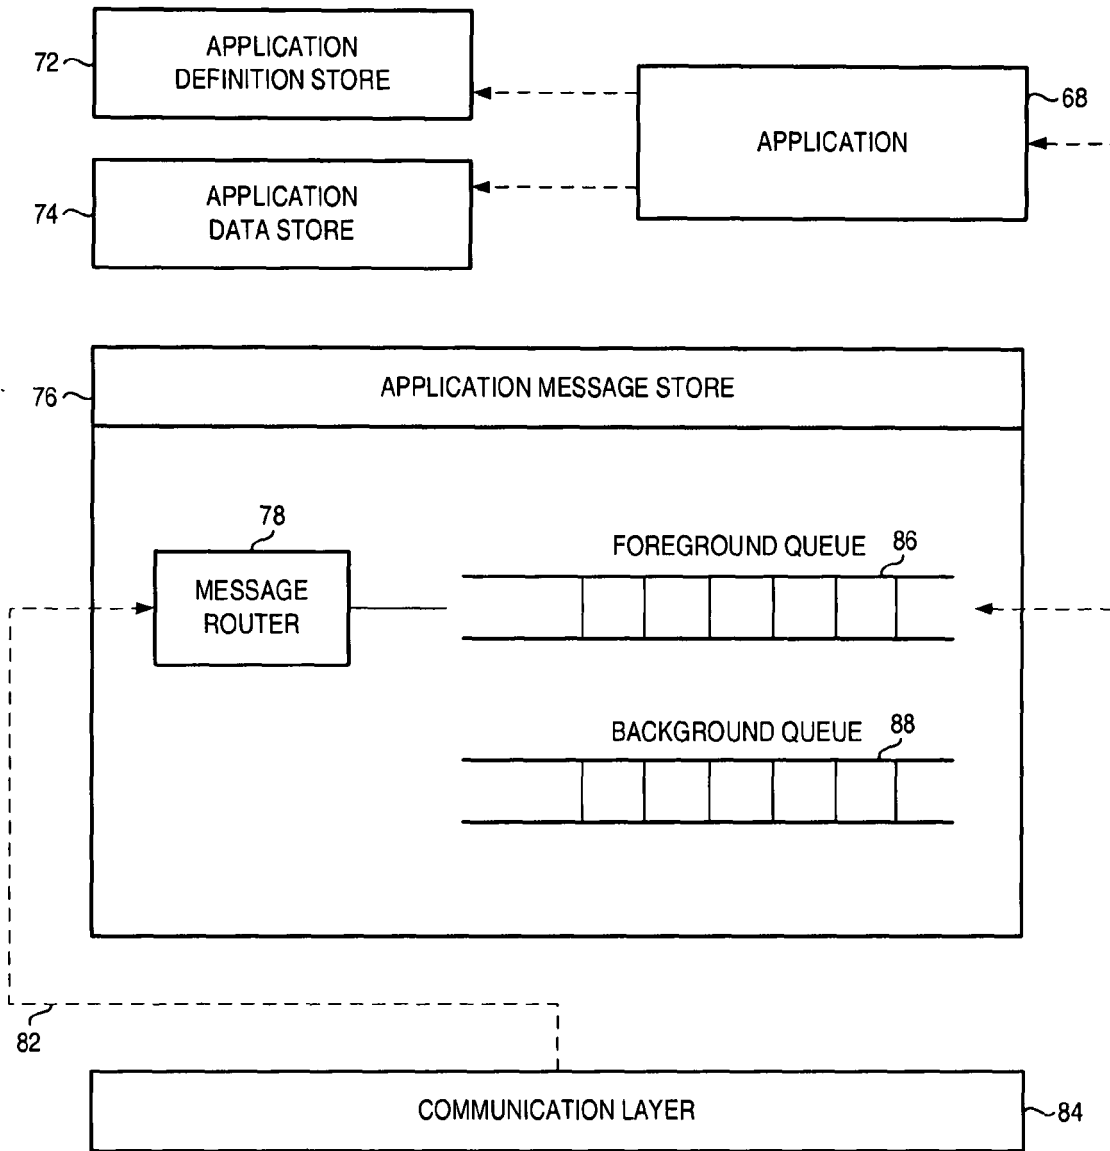 72
APPLICATION
DEFINITION STORE
68
APPLICATION
74
APPLICATION
DATA STORE
76
APPLICATION MESSAGE STORE
78
MESSAGE
ROUTER
FOREGROUND QUEUE
86
BACKGROUND QUEUE
88
82
COMMUNICATION LAYER
84